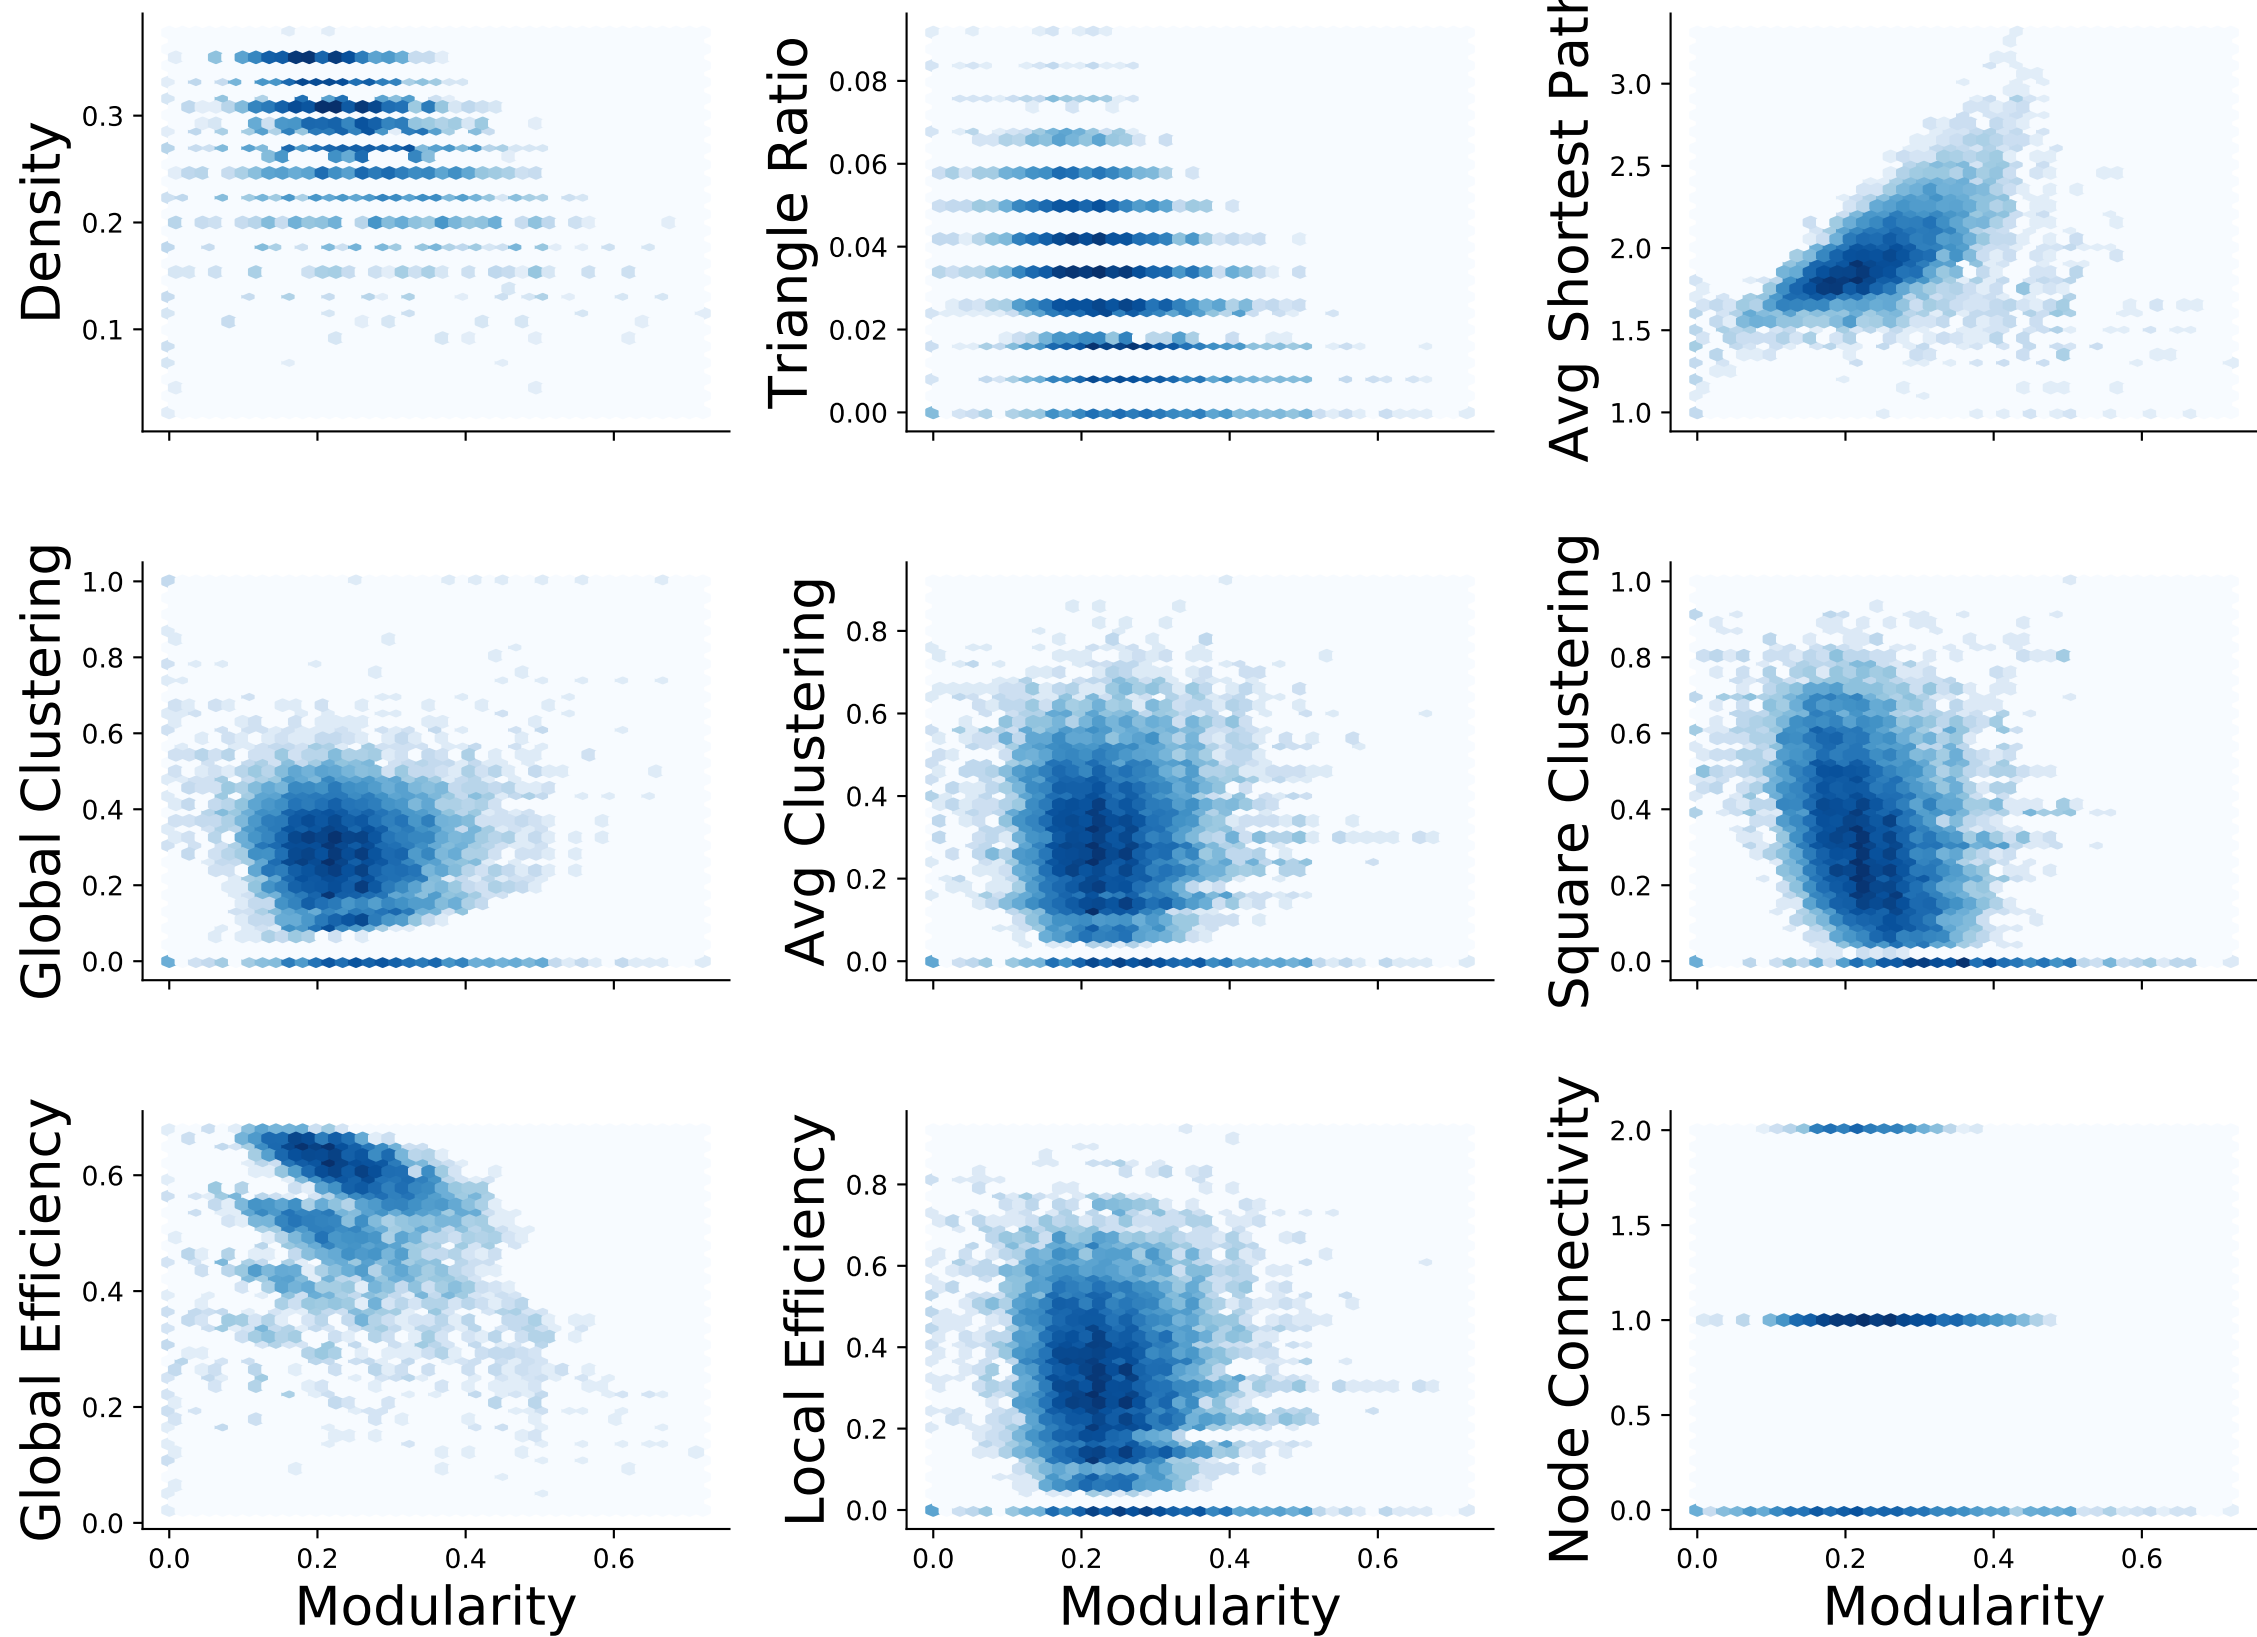 Density
0.3
0.2
0.1
Triangle Ratio
0.08
0.06
0.04
0.02
0.00
Avg Shortest Path
3.0
2.5
2.0
1.5
1.0
Global Clustering
1.0
0.8
0.6
0.4
0.2
0.0
Avg Clustering
0.8
0.6
0.4
0.2
0.0
Square Clustering
1.0
0.8
0.6
0.4
0.2
0.0
Global Efficiency
0.6
0.4
0.2
0.0
0.0 0.2 0.4 0.6
Modularity
Local Efficiency
0.8
0.6
0.4
0.2
0.0
0.0 0.2 0.4 0.6
Modularity
Node Connectivity
2.0
1.5
1.0
0.5
0.0
0.0 0.2 0.4 0.6
Modularity